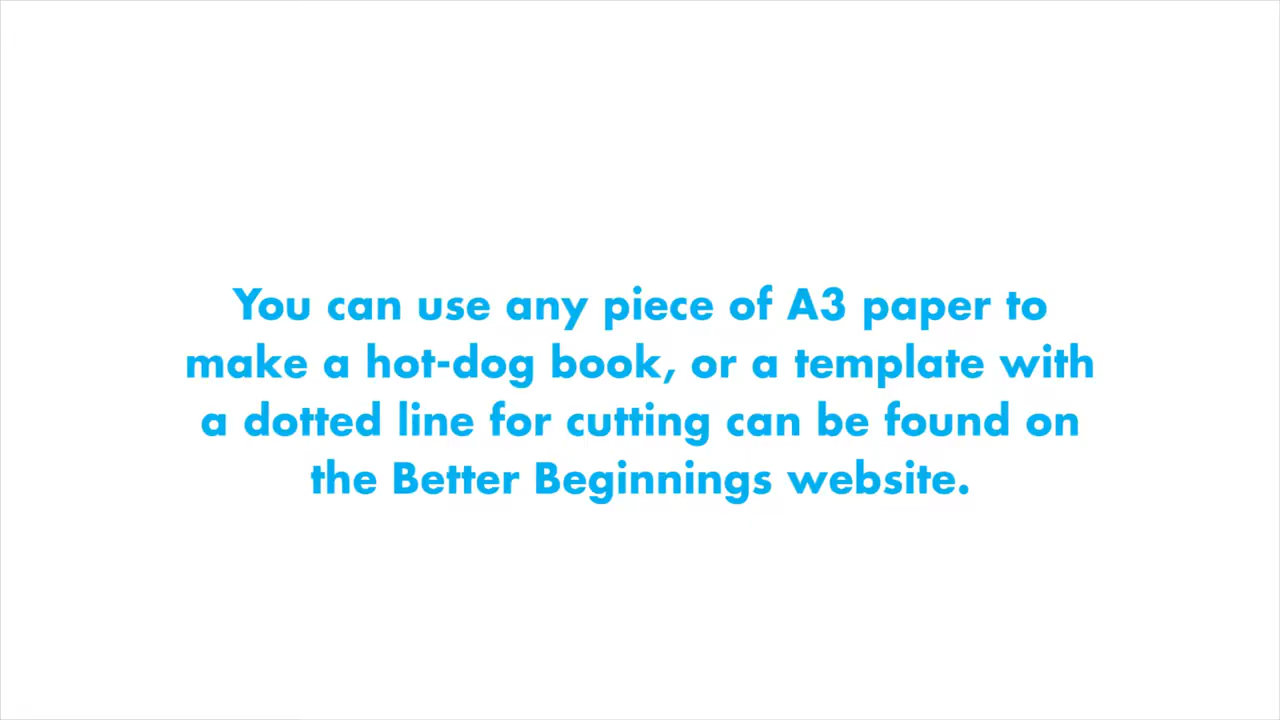 You can use any piece of A3 paper to
make a hot-dog book, or a template with
a dotted line for cutting can be found on
the Better Beginnings website.